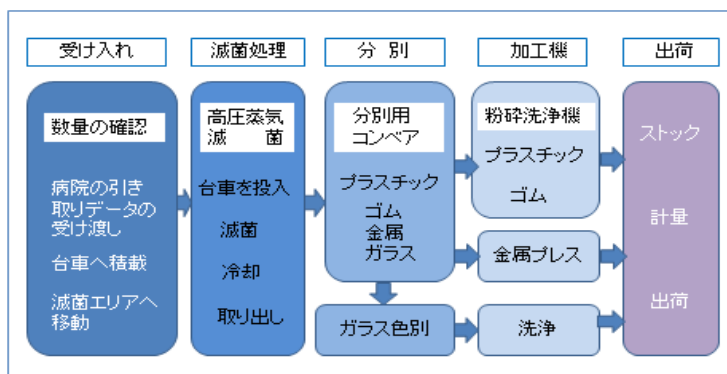 受け入れ
滅菌処理
分 別
加工機
出荷
数量の確認
病院の引き
取りデータの
受け渡し
台車へ積載
滅菌エリアへ
移動
高圧蒸気
滅 菌
台車を投入
滅菌
冷却
取り出し
分別用
コンベア
プラスチック
ゴム
金属
ガラス
ガラス色別
粉砕洗浄機
プラスチック
ゴム
金属プレス
洗浄
ストック
計量
出荷